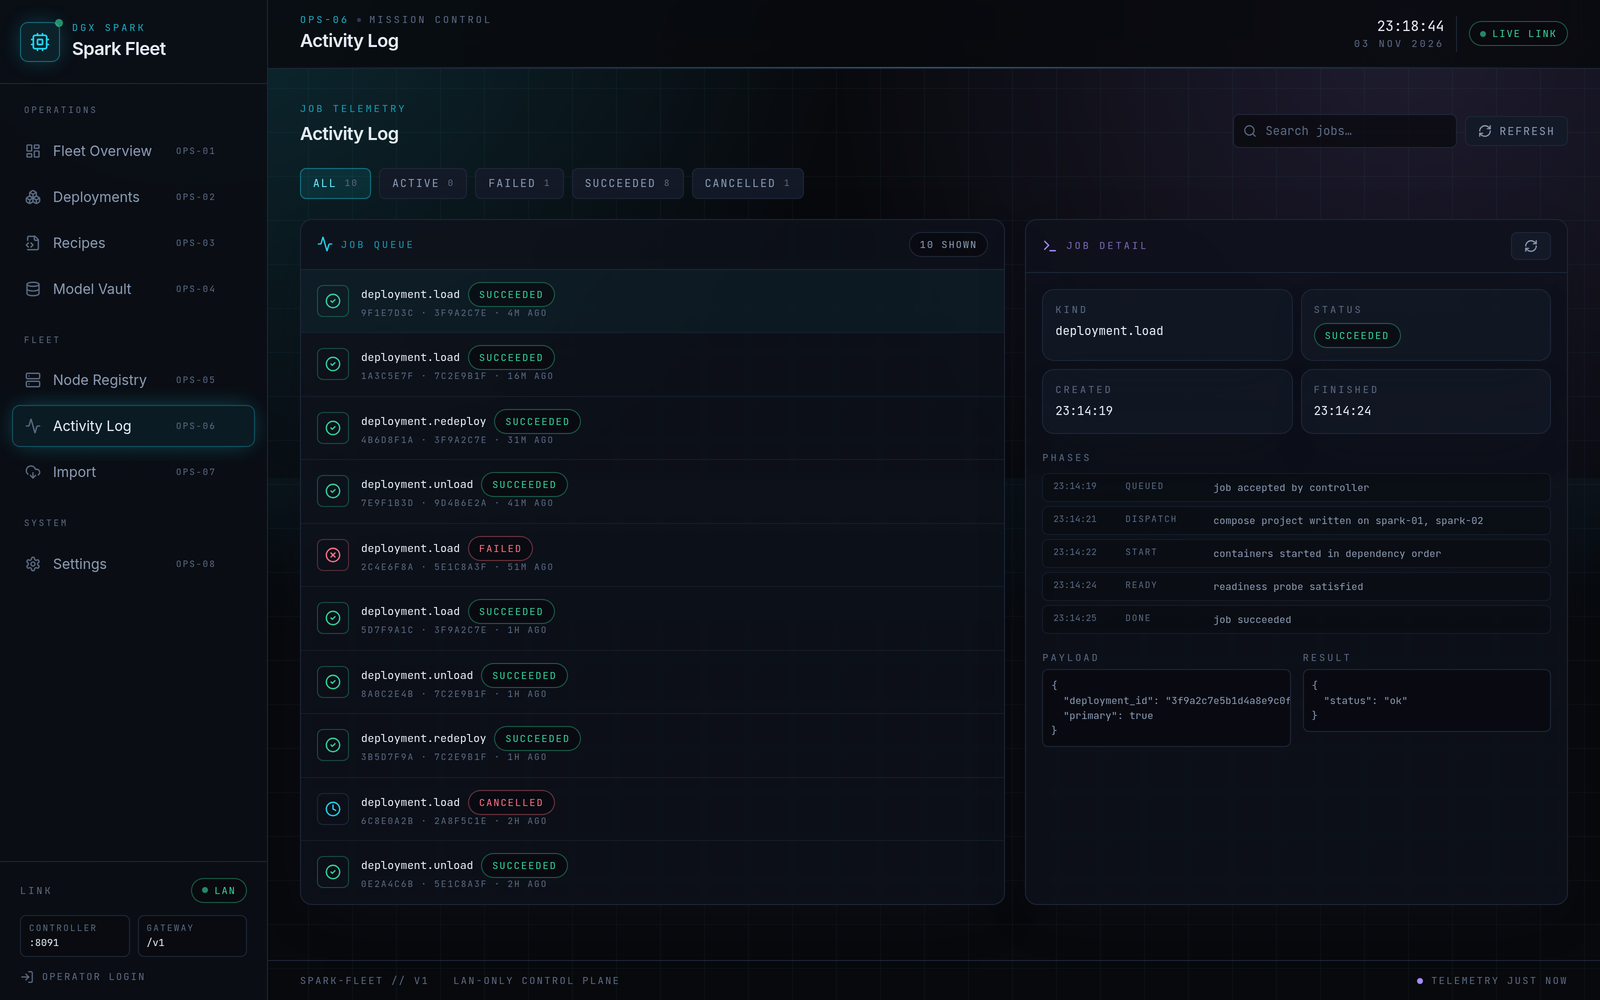 DGX SPARK
Spark Fleet
OPERATIONS
Fleet Overview OPS-01
Deployments OPS-02
Recipes OPS-03
Model Vault OPS-04
FLEET
Node Registry OPS-05
Activity Log OPS-06
Import OPS-07
SYSTEM
Settings OPS-08
LINK
LAN
CONTROLLER
:8091
GATEWAY
/v1
OPERATOR LOGIN
OPS-06 MISSION CONTROL
Activity Log
23:18:44
03 NOV 2026
LIVE LINK
JOB TELEMETRY
Activity Log
Search jobs…
REFRESH
ALL 10
ACTIVE 0
FAILED 1
SUCCEEDED 8
CANCELLED 1
JOB QUEUE
10 SHOWN
deployment.load SUCCEEDED
9F1E7D3C · 3F9A2C7E · 4M AGO
deployment.load SUCCEEDED
1A3C5E7F · 7C2E9B1F · 16M AGO
deployment.redeploy SUCCEEDED
4B6D8F1A · 3F9A2C7E · 31M AGO
deployment.unload SUCCEEDED
7E9F1B3D · 9D4B6E2A · 41M AGO
deployment.load FAILED
2C4E6F8A · 5E1C8A3F · 51M AGO
deployment.load SUCCEEDED
5D7F9A1C · 3F9A2C7E · 1H AGO
deployment.unload SUCCEEDED
8A0C2E4B · 7C2E9B1F · 1H AGO
deployment.redeploy SUCCEEDED
3B5D7F9A · 7C2E9B1F · 1H AGO
deployment.load CANCELLED
6C8E0A2B · 2A8F5C1E · 2H AGO
deployment.unload SUCCEEDED
0E2A4C6B · 5E1C8A3F · 2H AGO
JOB DETAIL
KIND
deployment.load
STATUS
SUCCEEDED
CREATED
23:14:19
FINISHED
23:14:24
PHASES
23:14:19 QUEUED job accepted by controller
23:14:21 DISPATCH compose project written on spark-01, spark-02
23:14:22 START containers started in dependency order
23:14:24 READY readiness probe satisfied
23:14:25 DONE job succeeded
PAYLOAD
{
"deployment_id": "3f9a2c7e5b1d4a8e9c0f
"primary": true
}
RESULT
{
"status": "ok"
}
SPARK-FLEET // V1 LAN-ONLY CONTROL PLANE
TELEMETRY JUST NOW